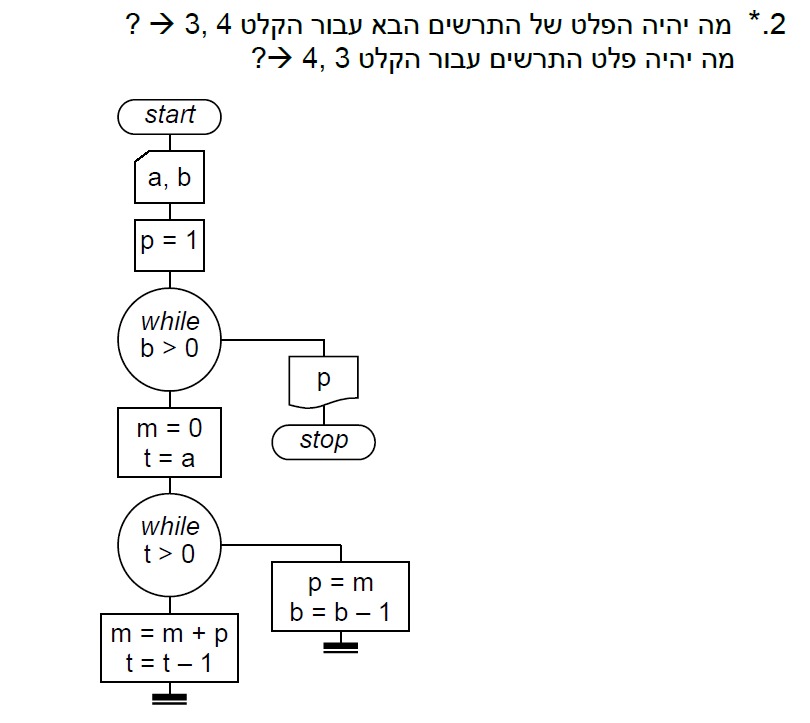 2.* מה יהיה הפלט של התרשים הבא עבור הקלט 4 ,3 → ?
מה יהיה פלט התרשים עבור הקלט 3 ,4 →?
start
a, b
p = 1
while
b > 0
p
stop
m = 0
t = a
while
t > 0
p = m
b = b – 1
m = m + p
t = t – 1